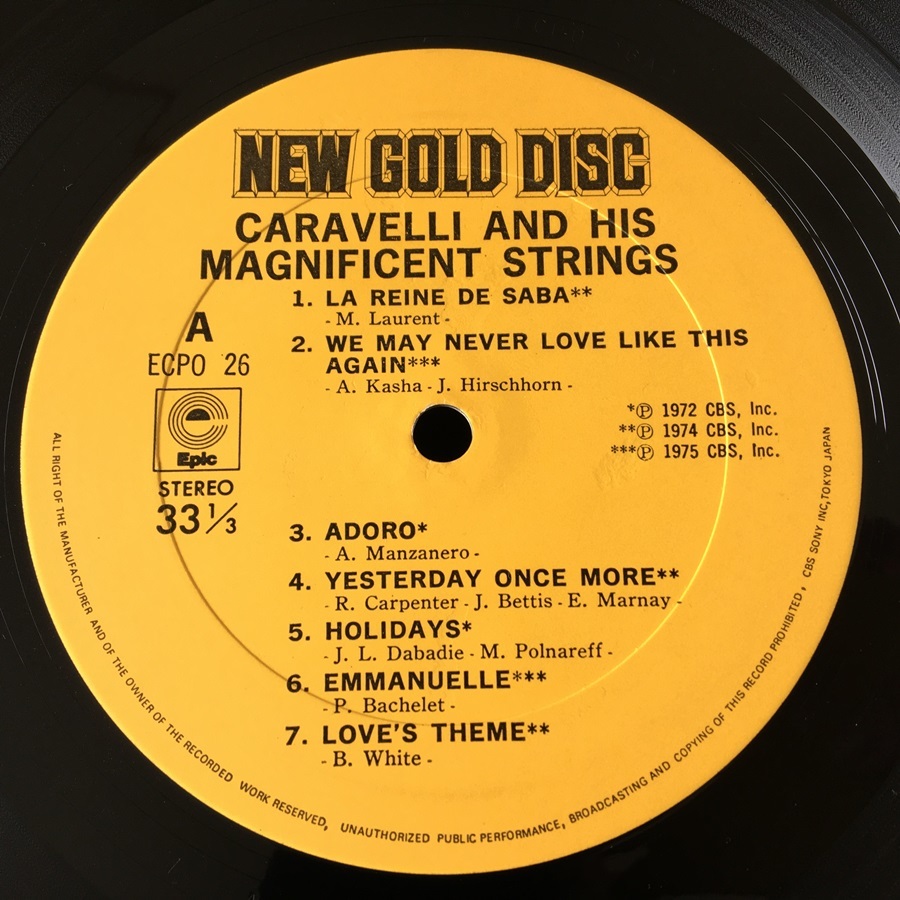 NEW GOLD DISC
CARAVELLI AND HIS
MAGNIFICENT STRINGS
A
ECPO 26
e
Epic
STEREO
33 1/3
1. LA REINE DE SABA**
- M. Laurent -
2. WE MAY NEVER LOVE LIKE THIS
AGAIN***
- A. Kasha - J. Hirschhorn -
*Ⓟ 1972 CBS, Inc.
**Ⓟ 1974 CBS, Inc.
***Ⓟ 1975 CBS, Inc.
3. ADORO*
- A. Manzanero -
4. YESTERDAY ONCE MORE**
- R. Carpenter - J. Bettis - E. Marnay -
5. HOLIDAYS*
- J. L. Dabadie - M. Polnareff -
6. EMMANUELLE***
- P. Bachelet -
7. LOVE'S THEME**
- B. White -
ALL RIGHT OF THE MANUFACTURER AND OF THE OWNER OF THE RECORDED WORK RESERVED, UNAUTHORIZED PUBLIC PERFORMANCE, BROADCASTING AND COPYING OF THIS RECORD PROHIBITED, CBS SONY INC, TOKYO JAPAN